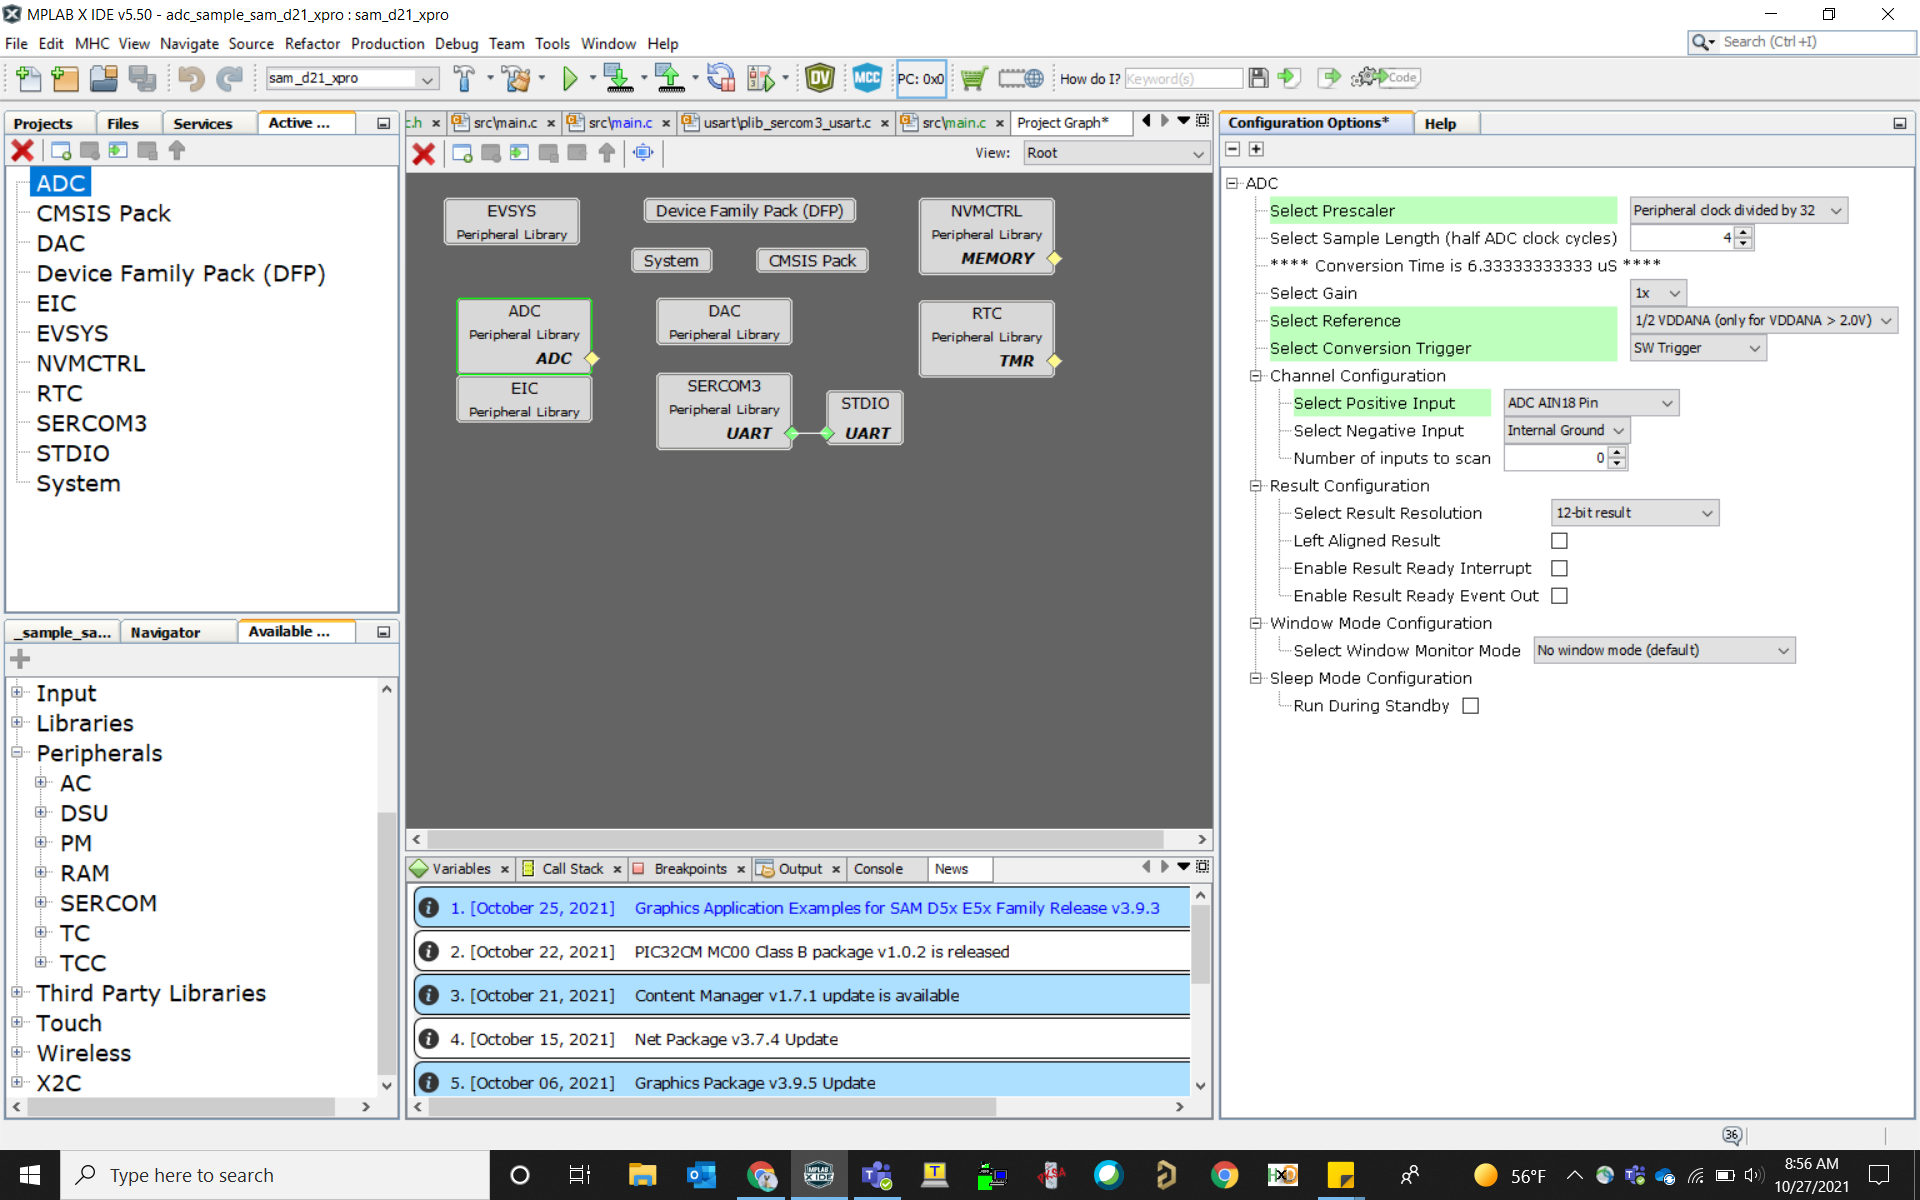 MPLAB X IDE v5.50 - adc_sample_sam_d21_xpro : sam_d21_xpro
File Edit MHC View Navigate Source Refactor Production Debug Team Tools Window Help
Search (Ctrl+I)
sam_d21_xpro
DV
MCC
PC: 0x0
How do I?
Keyword(s)
Code
Projects
Files
Services
Active ...
ADC
CMSIS Pack
DAC
Device Family Pack (DFP)
EIC
EVSYS
NVMCTRL
RTC
SERCOM3
STDIO
System
_sample_sa...
Navigator
Available ...
Input
Libraries
Peripherals
AC
DSU
PM
RAM
SERCOM
TC
TCC
Third Party Libraries
Touch
Wireless
X2C
c.h
src\main.c
src\main.c
usart\plib_sercom3_usart.c
src\main.c
Project Graph*
View:
Root
EVSYS
Peripheral Library
Device Family Pack (DFP)
NVMCTRL
Peripheral Library
MEMORY
System
CMSIS Pack
ADC
Peripheral Library
ADC
DAC
Peripheral Library
RTC
Peripheral Library
TMR
EIC
Peripheral Library
SERCOM3
Peripheral Library
UART
STDIO
UART
Variables
Call Stack
Breakpoints
Output
Console
News
1. [October 25, 2021] Graphics Application Examples for SAM D5x E5x Family Release v3.9.3
2. [October 22, 2021] PIC32CM MC00 Class B package v1.0.2 is released
3. [October 21, 2021] Content Manager v1.7.1 update is available
4. [October 15, 2021] Net Package v3.7.4 Update
5. [October 06, 2021] Graphics Package v3.9.5 Update
Configuration Options*
Help
ADC
Select Prescaler Peripheral clock divided by 32
Select Sample Length (half ADC clock cycles) 4
**** Conversion Time is 6.33333333333 uS ****
Select Gain 1x
Select Reference 1/2 VDDANA (only for VDDANA > 2.0V)
Select Conversion Trigger SW Trigger
Channel Configuration
Select Positive Input ADC AIN18 Pin
Select Negative Input Internal Ground
Number of inputs to scan 0
Result Configuration
Select Result Resolution 12-bit result
Left Aligned Result
Enable Result Ready Interrupt
Enable Result Ready Event Out
Window Mode Configuration
Select Window Monitor Mode No window mode (default)
Sleep Mode Configuration
Run During Standby
36
Type here to search
56°F
8:56 AM
10/27/2021